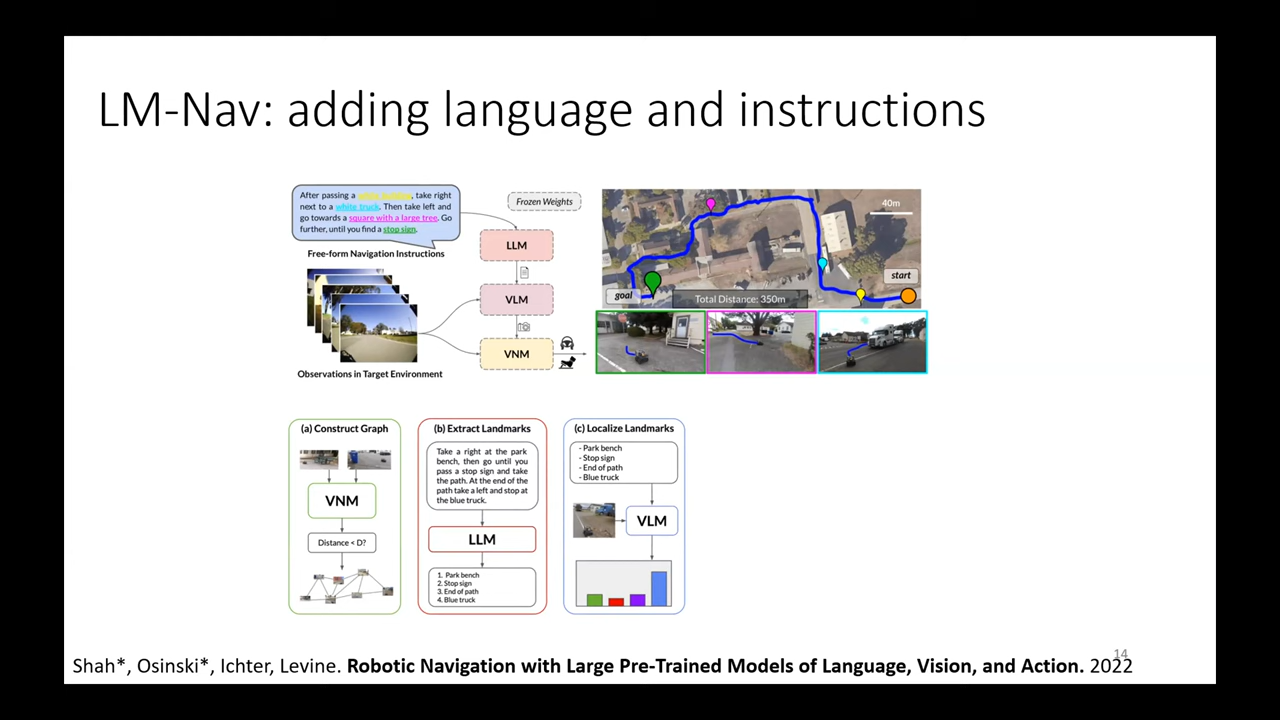 LM-Nav: adding language and instructions
After passing a white building, take right
next to a white truck. Then take left and
go towards a square with a large tree. Go
further, until you find a stop sign.
Free-form Navigation Instructions
Observations in Target Environment
Frozen Weights
LLM
VLM
VNM
40m
start
goal
Total Distance: 350m
(a) Construct Graph
VNM
Distance < D?
(b) Extract Landmarks
Take a right at the park
bench, then go until you
pass a stop sign and take
the path. At the end of the
path take a left and stop at
the blue truck.
LLM
1. Park bench
2. Stop sign
3. End of path
4. Blue truck
(c) Localize Landmarks
- Park bench
- Stop sign
- End of path
- Blue truck
VLM
14
Shah*, Osinski*, Ichter, Levine. Robotic Navigation with Large Pre-Trained Models of Language, Vision, and Action. 2022